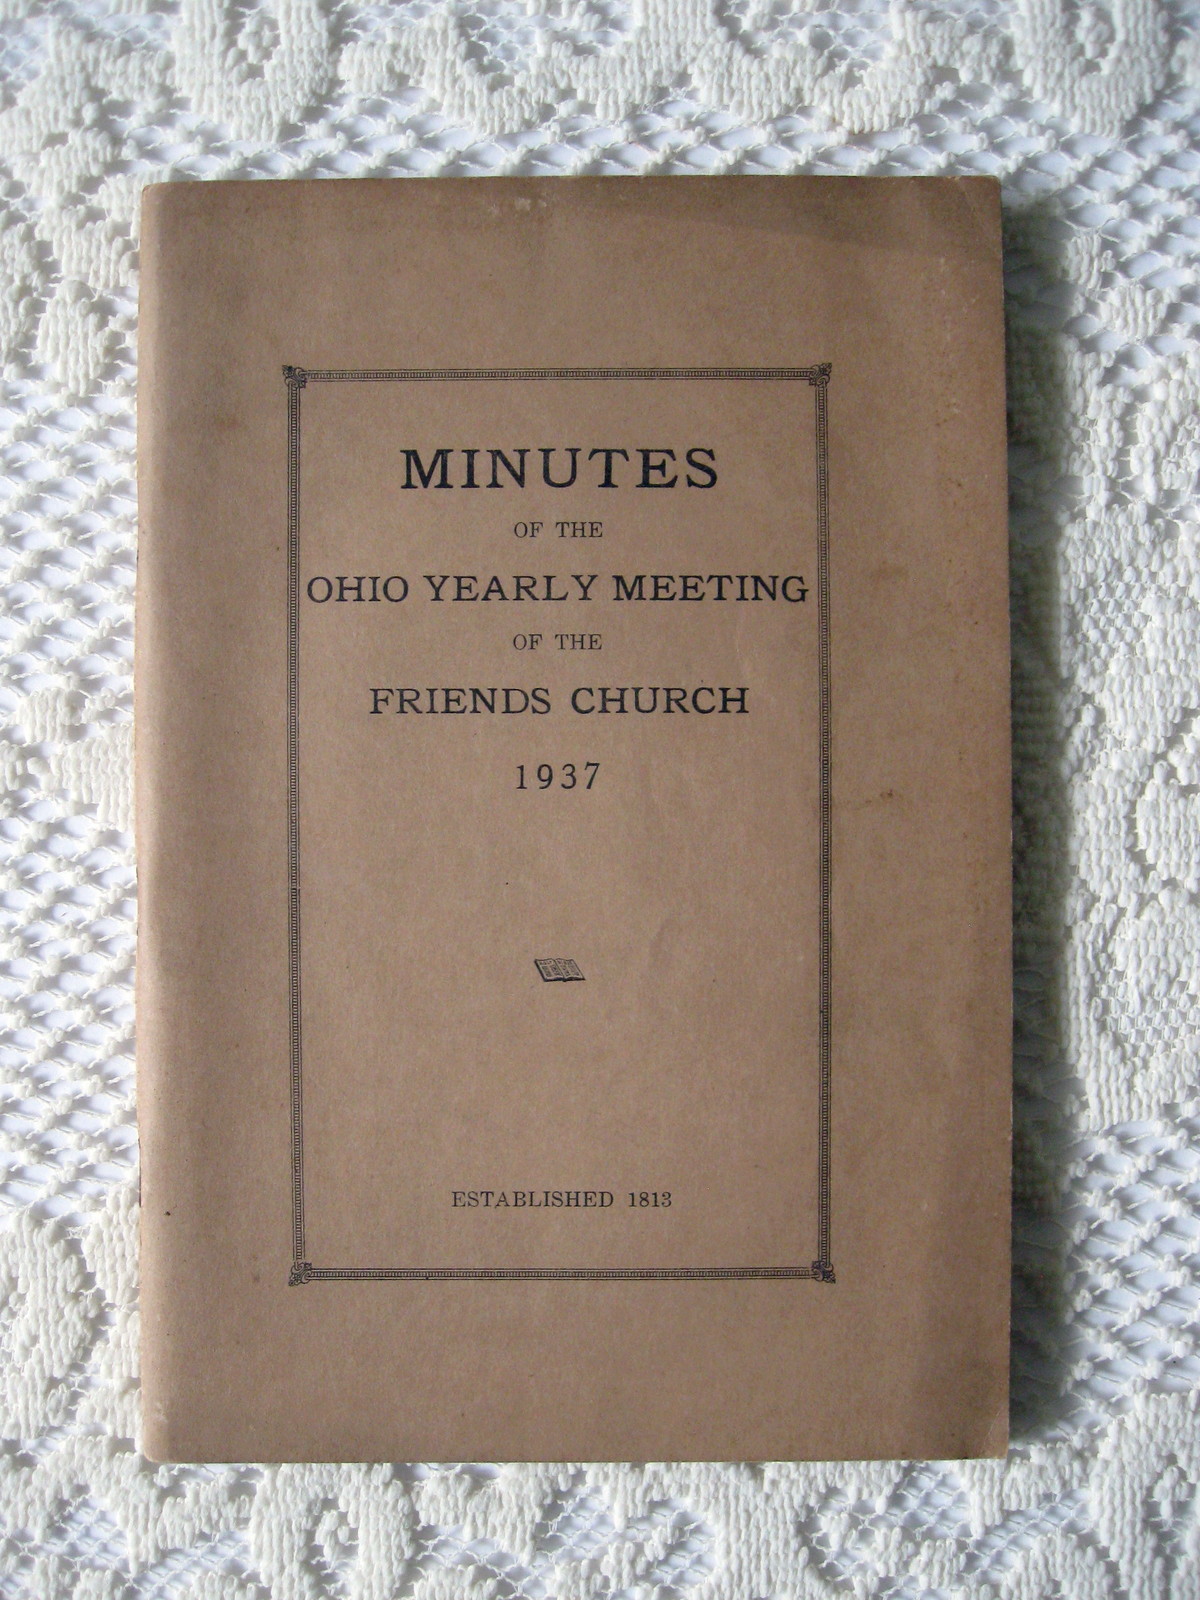 MINUTES
OF THE
OHIO YEARLY MEETING
OF THE
FRIENDS CHURCH
1937
ESTABLISHED 1813